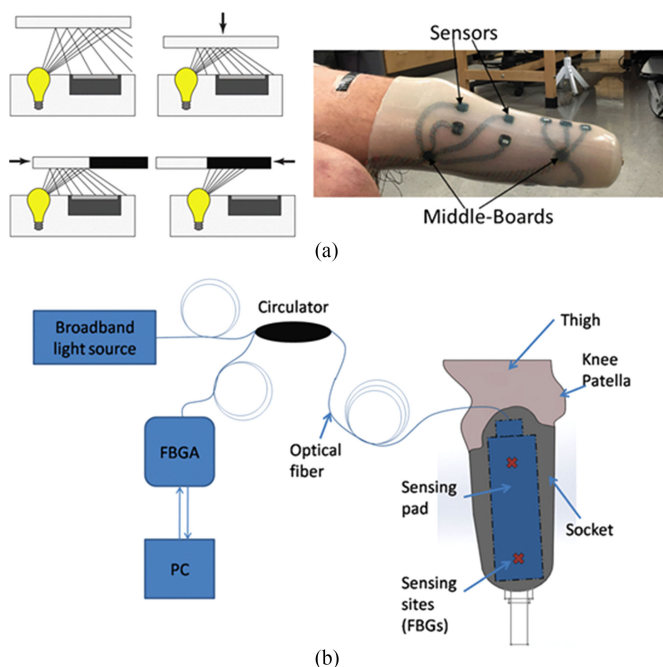 Sensors
Middle-Boards
(a)
Circulator
Broadband
light source
Thigh
Knee
Patella
FBGA
Optical
fiber
Sensing
pad
Socket
PC
Sensing
sites
(FBGs)
(b)